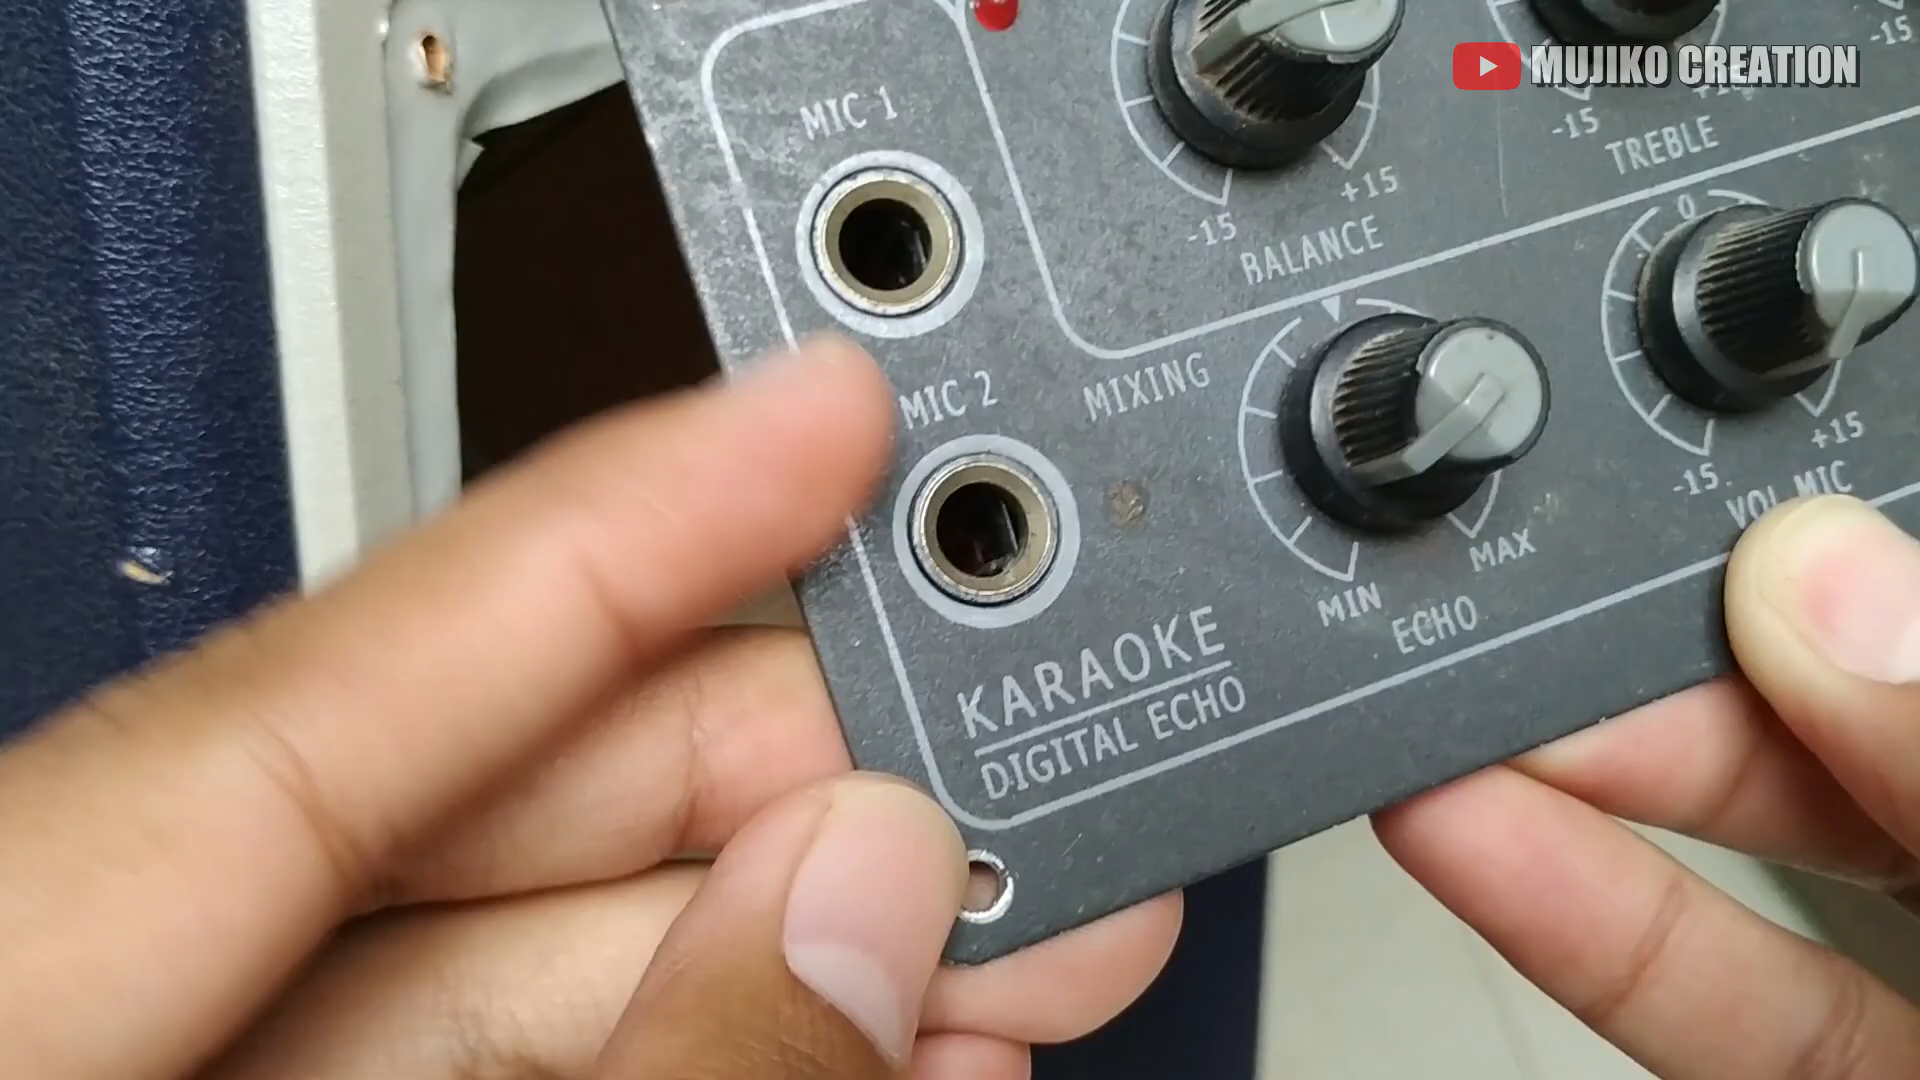 MUJIKO CREATION
-15
MIC 1
-15
+15
BALANCE
-15
TREBLE
0
MIC 2
MIXING
-15
+15
VOL MIC
MIN
MAX
ECHO
KARAOKE
DIGITAL ECHO